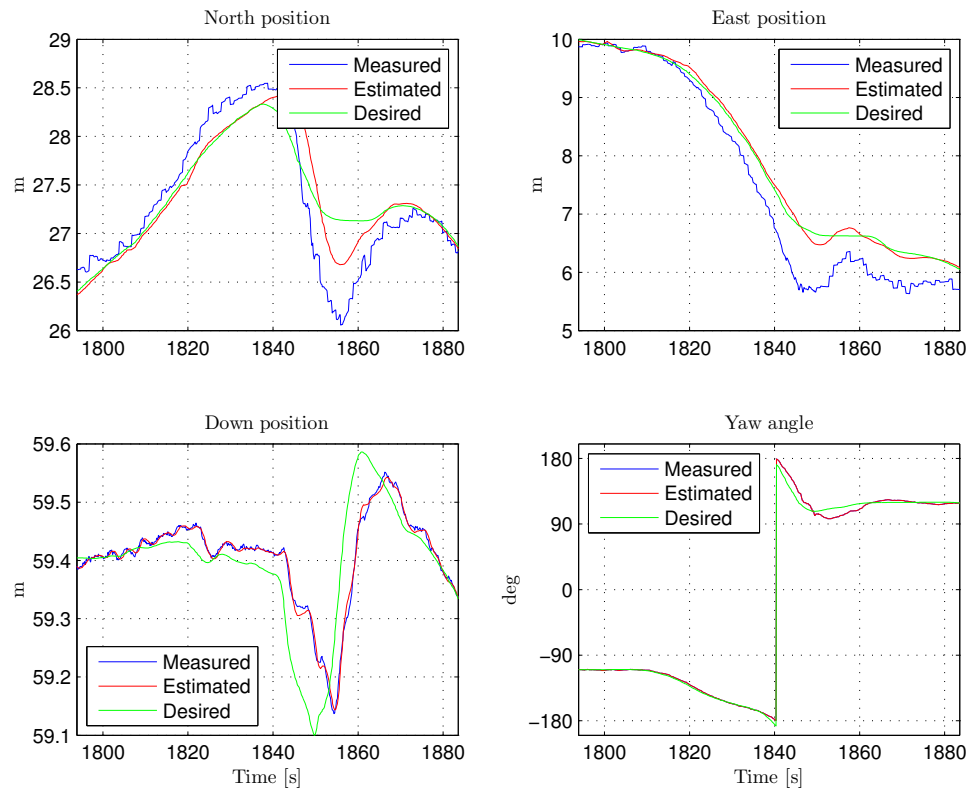 North position
m
29
28.5
28
27.5
27
26.5
26
1800
1820
1840
1860
1880
Measured
Estimated
Desired
East position
m
10
9
8
7
6
5
1800
1820
1840
1860
1880
Measured
Estimated
Desired
Down position
m
59.6
59.5
59.4
59.3
59.2
59.1
1800
1820
1840
1860
1880
Time [s]
Measured
Estimated
Desired
Yaw angle
deg
180
90
0
−90
−180
1800
1820
1840
1860
1880
Time [s]
Measured
Estimated
Desired